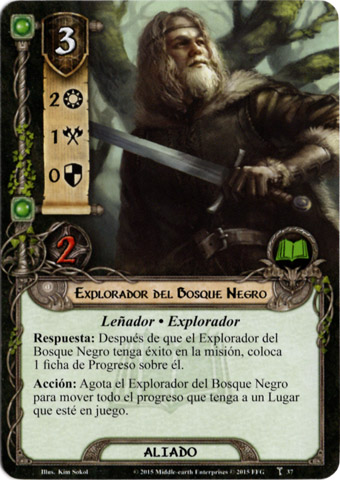 3
2
1
0
2
Explorador del Bosque Negro
Leñador • Explorador
Respuesta: Después de que el Explorador del
Bosque Negro tenga éxito en la misión, coloca
1 ficha de Progreso sobre él.
Acción: Agota el Explorador del Bosque Negro
para mover todo el progreso que tenga a un Lugar
que esté en juego.
ALIADO
Illus. Kim Sokol
© 2015 Middle-earth Enterprises © 2015 FFG
37